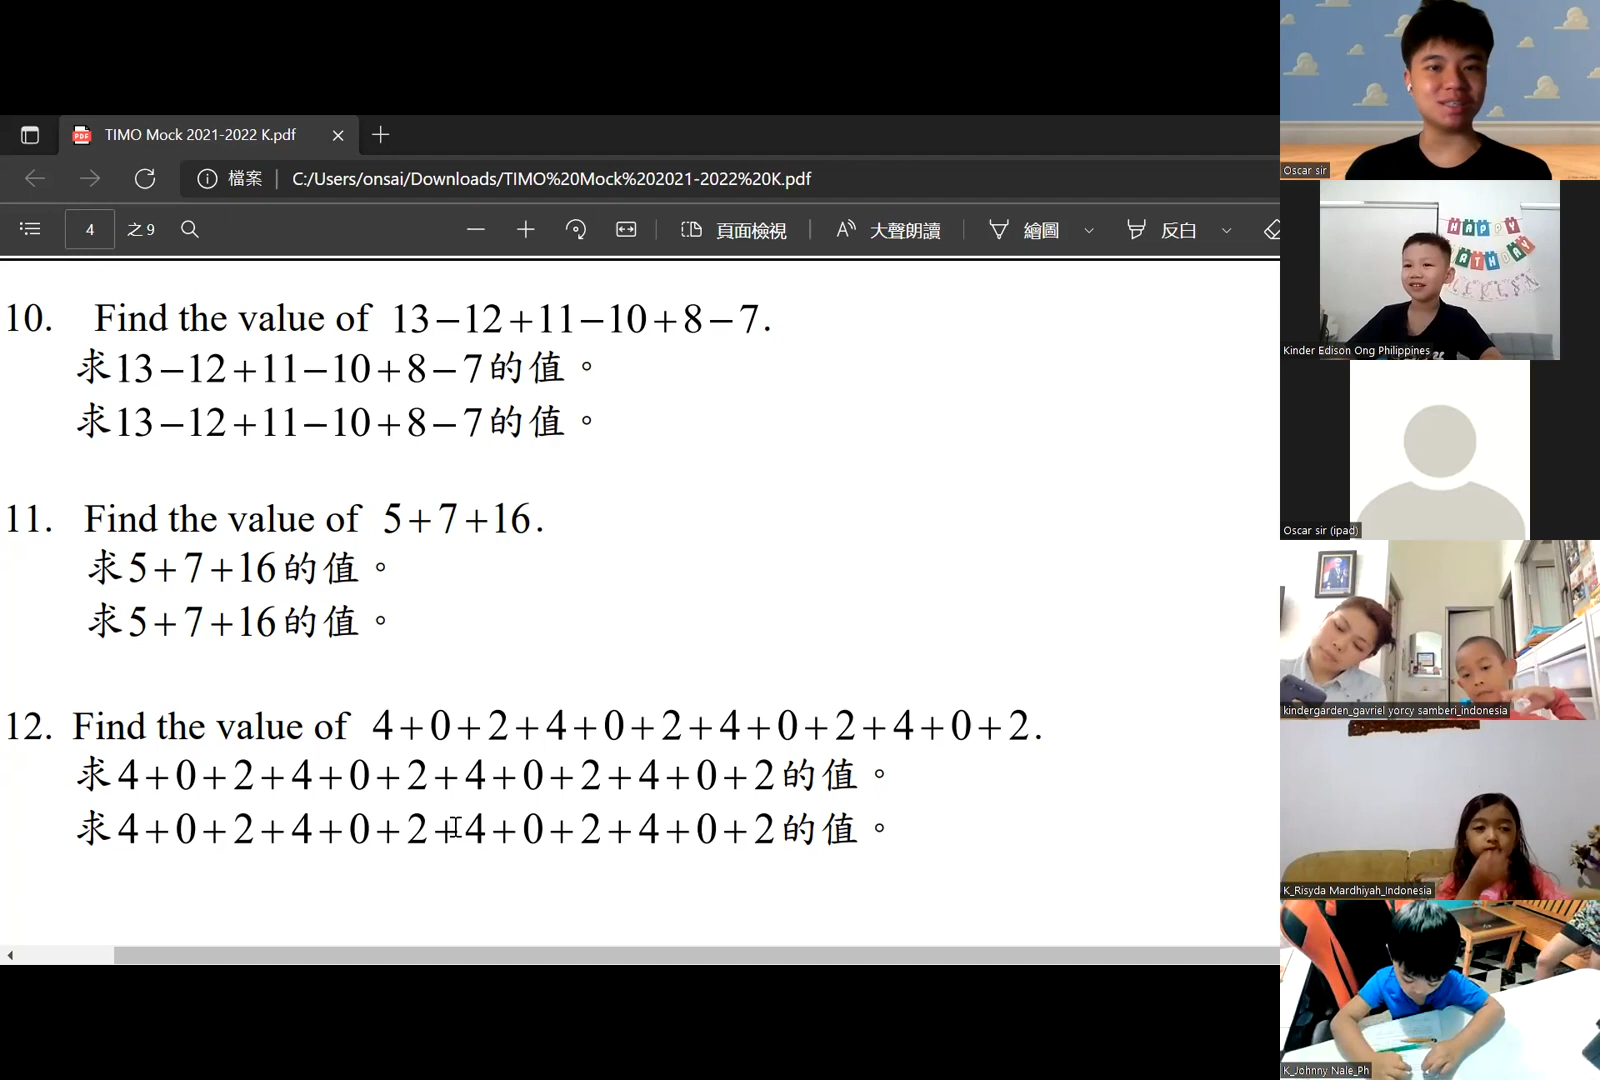 TIMO Mock 2021-2022 K.pdf
檔案 C:/Users/onsai/Downloads/TIMO%20Mock%202021-2022%20K.pdf
4 之 9 頁面檢視 大聲朗讀 繪圖 反白
10. Find the value of 13−12+11−10+8−7.
求13−12+11−10+8−7的值。
求13−12+11−10+8−7的值。
11. Find the value of 5+7+16.
求5+7+16的值。
求5+7+16的值。
12. Find the value of 4+0+2+4+0+2+4+0+2+4+0+2.
求4+0+2+4+0+2+4+0+2+4+0+2的值。
求4+0+2+4+0+2+4+0+2+4+0+2的值。
Oscar sir
HAPPY
Kinder Edison Ong Philippines
Oscar sir (ipad)
kindergarden_gavriel yorcy samberi_indonesia
K_Risyda Mardhiyah_Indonesia
K_Johnny Nale_Ph